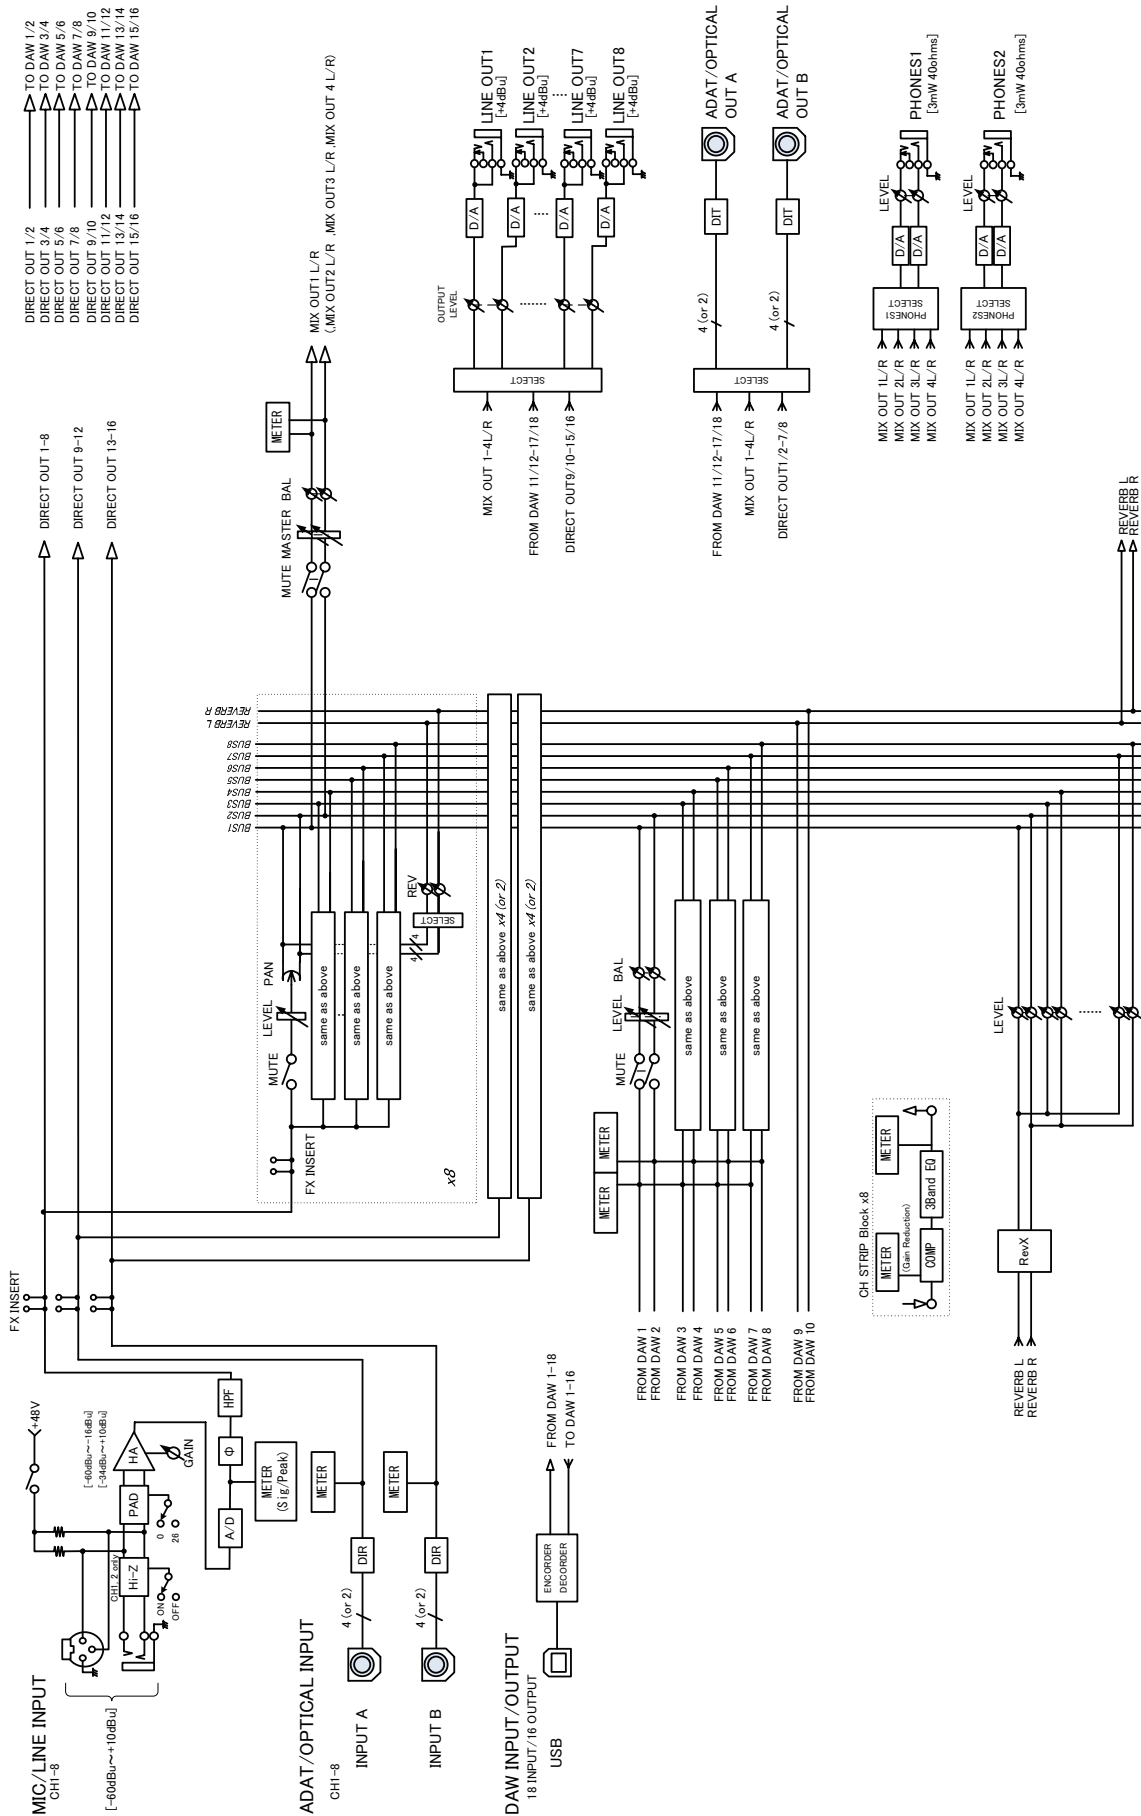 MIC/LINE INPUT
CH1-8
[-60dBu～+10dBu]
+48V
[-60dBu～-16dBu]
[-34dBu～+10dBu]
CH1, 2 only
Hi-Z
PAD
HA
GAIN
ON
OFF
0
26
A/D
Φ
HPF
METER
(Sig/Peak)
FX INSERT
DIRECT OUT 1-8
DIRECT OUT 9-12
DIRECT OUT 13-16
DIRECT OUT 1/2 TO DAW 1/2
DIRECT OUT 3/4 TO DAW 3/4
DIRECT OUT 5/6 TO DAW 5/6
DIRECT OUT 7/8 TO DAW 7/8
DIRECT OUT 9/10 TO DAW 9/10
DIRECT OUT 11/12 TO DAW 11/12
DIRECT OUT 13/14 TO DAW 13/14
DIRECT OUT 15/16 TO DAW 15/16
ADAT/OPTICAL INPUT
CH1-8
INPUT A
4 (or 2)
DIR
METER
INPUT B
4 (or 2)
DIR
METER
FX INSERT
MUTE
LEVEL
PAN
same as above
same as above
same as above
4
4
SELECT
REV
x8
same as above x4 (or 2)
same as above x4 (or 2)
BUS1
BUS2
BUS3
BUS4
BUS5
BUS6
BUS7
BUS8
REVERB L
REVERB R
MUTE MASTER BAL
METER
MIX OUT1 L/R
(,MIX OUT2 L/R ,MIX OUT3 L/R ,MIX OUT 4 L/R)
MIX OUT 1-4L/R
FROM DAW 11/12-17/18
DIRECT OUT9/10-15/16
SELECT
OUTPUT
LEVEL
D/A
D/A
D/A
D/A
LINE OUT1
[+4dBu]
LINE OUT2
[+4dBu]
LINE OUT7
[+4dBu]
LINE OUT8
[+4dBu]
FROM DAW 11/12-17/18
MIX OUT 1-4L/R
DIRECT OUT1/2-7/8
SELECT
4 (or 2)
DIT
ADAT/OPTICAL
OUT A
4 (or 2)
DIT
ADAT/OPTICAL
OUT B
MIX OUT 1L/R
MIX OUT 2L/R
MIX OUT 3L/R
MIX OUT 4L/R
PHONES1
SELECT
D/A
D/A
LEVEL
PHONES1
[3mW 40ohms]
MIX OUT 1L/R
MIX OUT 2L/R
MIX OUT 3L/R
MIX OUT 4L/R
PHONES2
SELECT
D/A
D/A
LEVEL
PHONES2
[3mW 40ohms]
DAW INPUT/OUTPUT
18 INPUT/16 OUTPUT
USB
ENCORDER
DECORDER
FROM DAW 1-18
TO DAW 1-16
FROM DAW 1
FROM DAW 2
FROM DAW 3
FROM DAW 4
FROM DAW 5
FROM DAW 6
FROM DAW 7
FROM DAW 8
FROM DAW 9
FROM DAW 10
METER
METER
MUTE
LEVEL
BAL
same as above
same as above
same as above
CH STRIP Block x8
METER
(Gain Reduction)
COMP
3Band EQ
METER
REVERB L
REVERB R
RevX
LEVEL
REVERB L
REVERB R